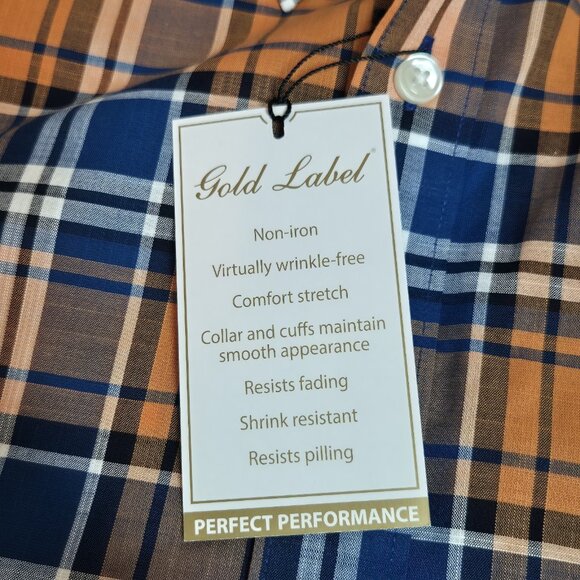 Gold Label®
Non-iron
Virtually wrinkle-free
Comfort stretch
Collar and cuffs maintain
smooth appearance
Resists fading
Shrink resistant
Resists pilling
PERFECT PERFORMANCE